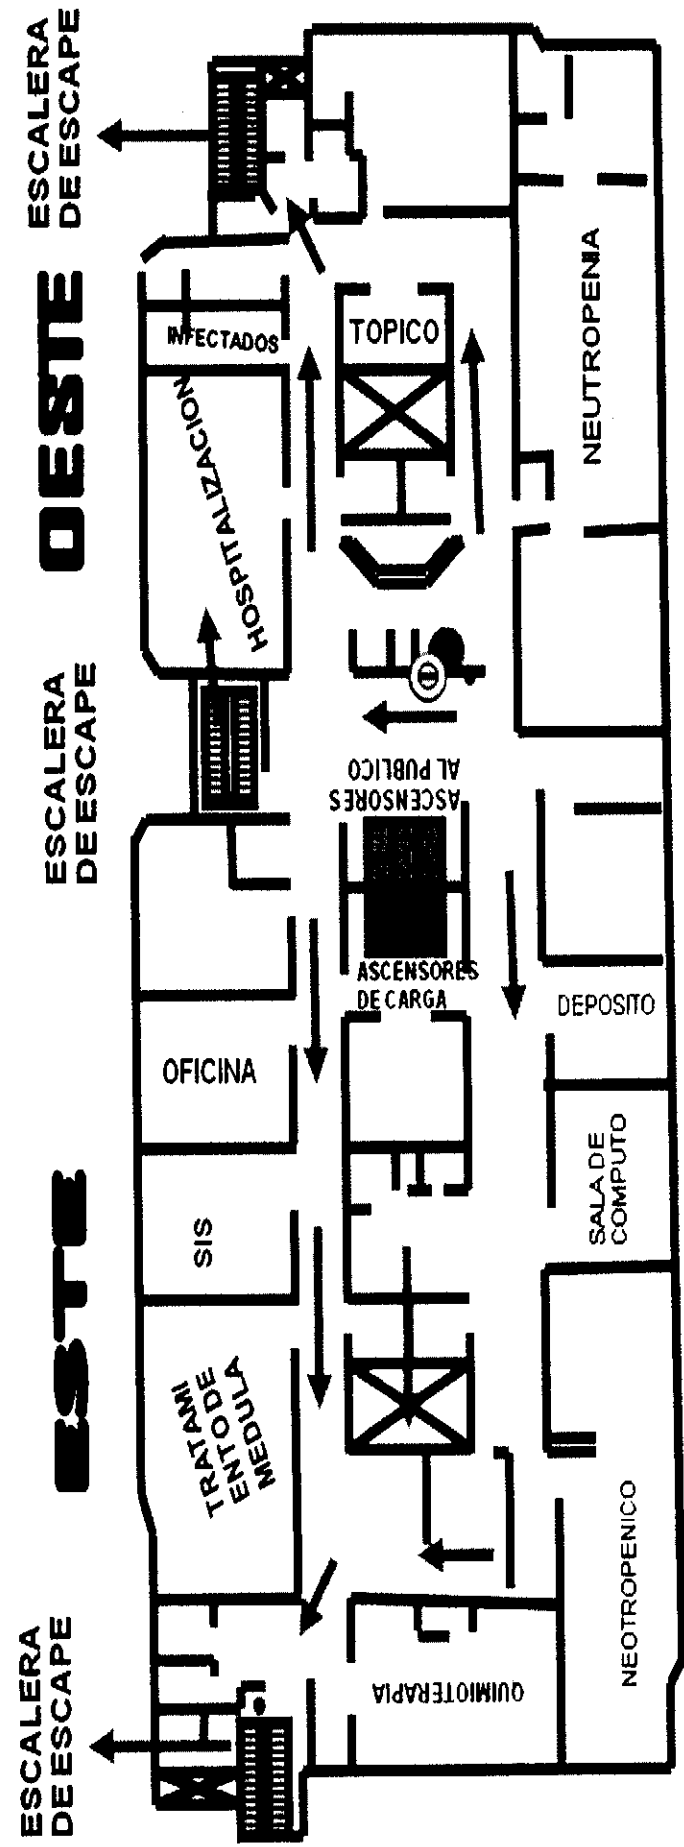 ESCALERA
DE ESCAPE
OESTE
INFECTADOS
TOPICO
HOSPITALIZACION
NEUTROPENIA
ESCALERA
DE ESCAPE
ASCENSORES
AL PUBLICO
ASCENSORES
DE CARGA
DEPOSITO
OFICINA
SALA DE
COMPUTO
SIS
ESTE
TRATAMI
ENTO DE
MEDULA
NEOTROPENICO
QUIMIOTERAPIA
ESCALERA
DE ESCAPE